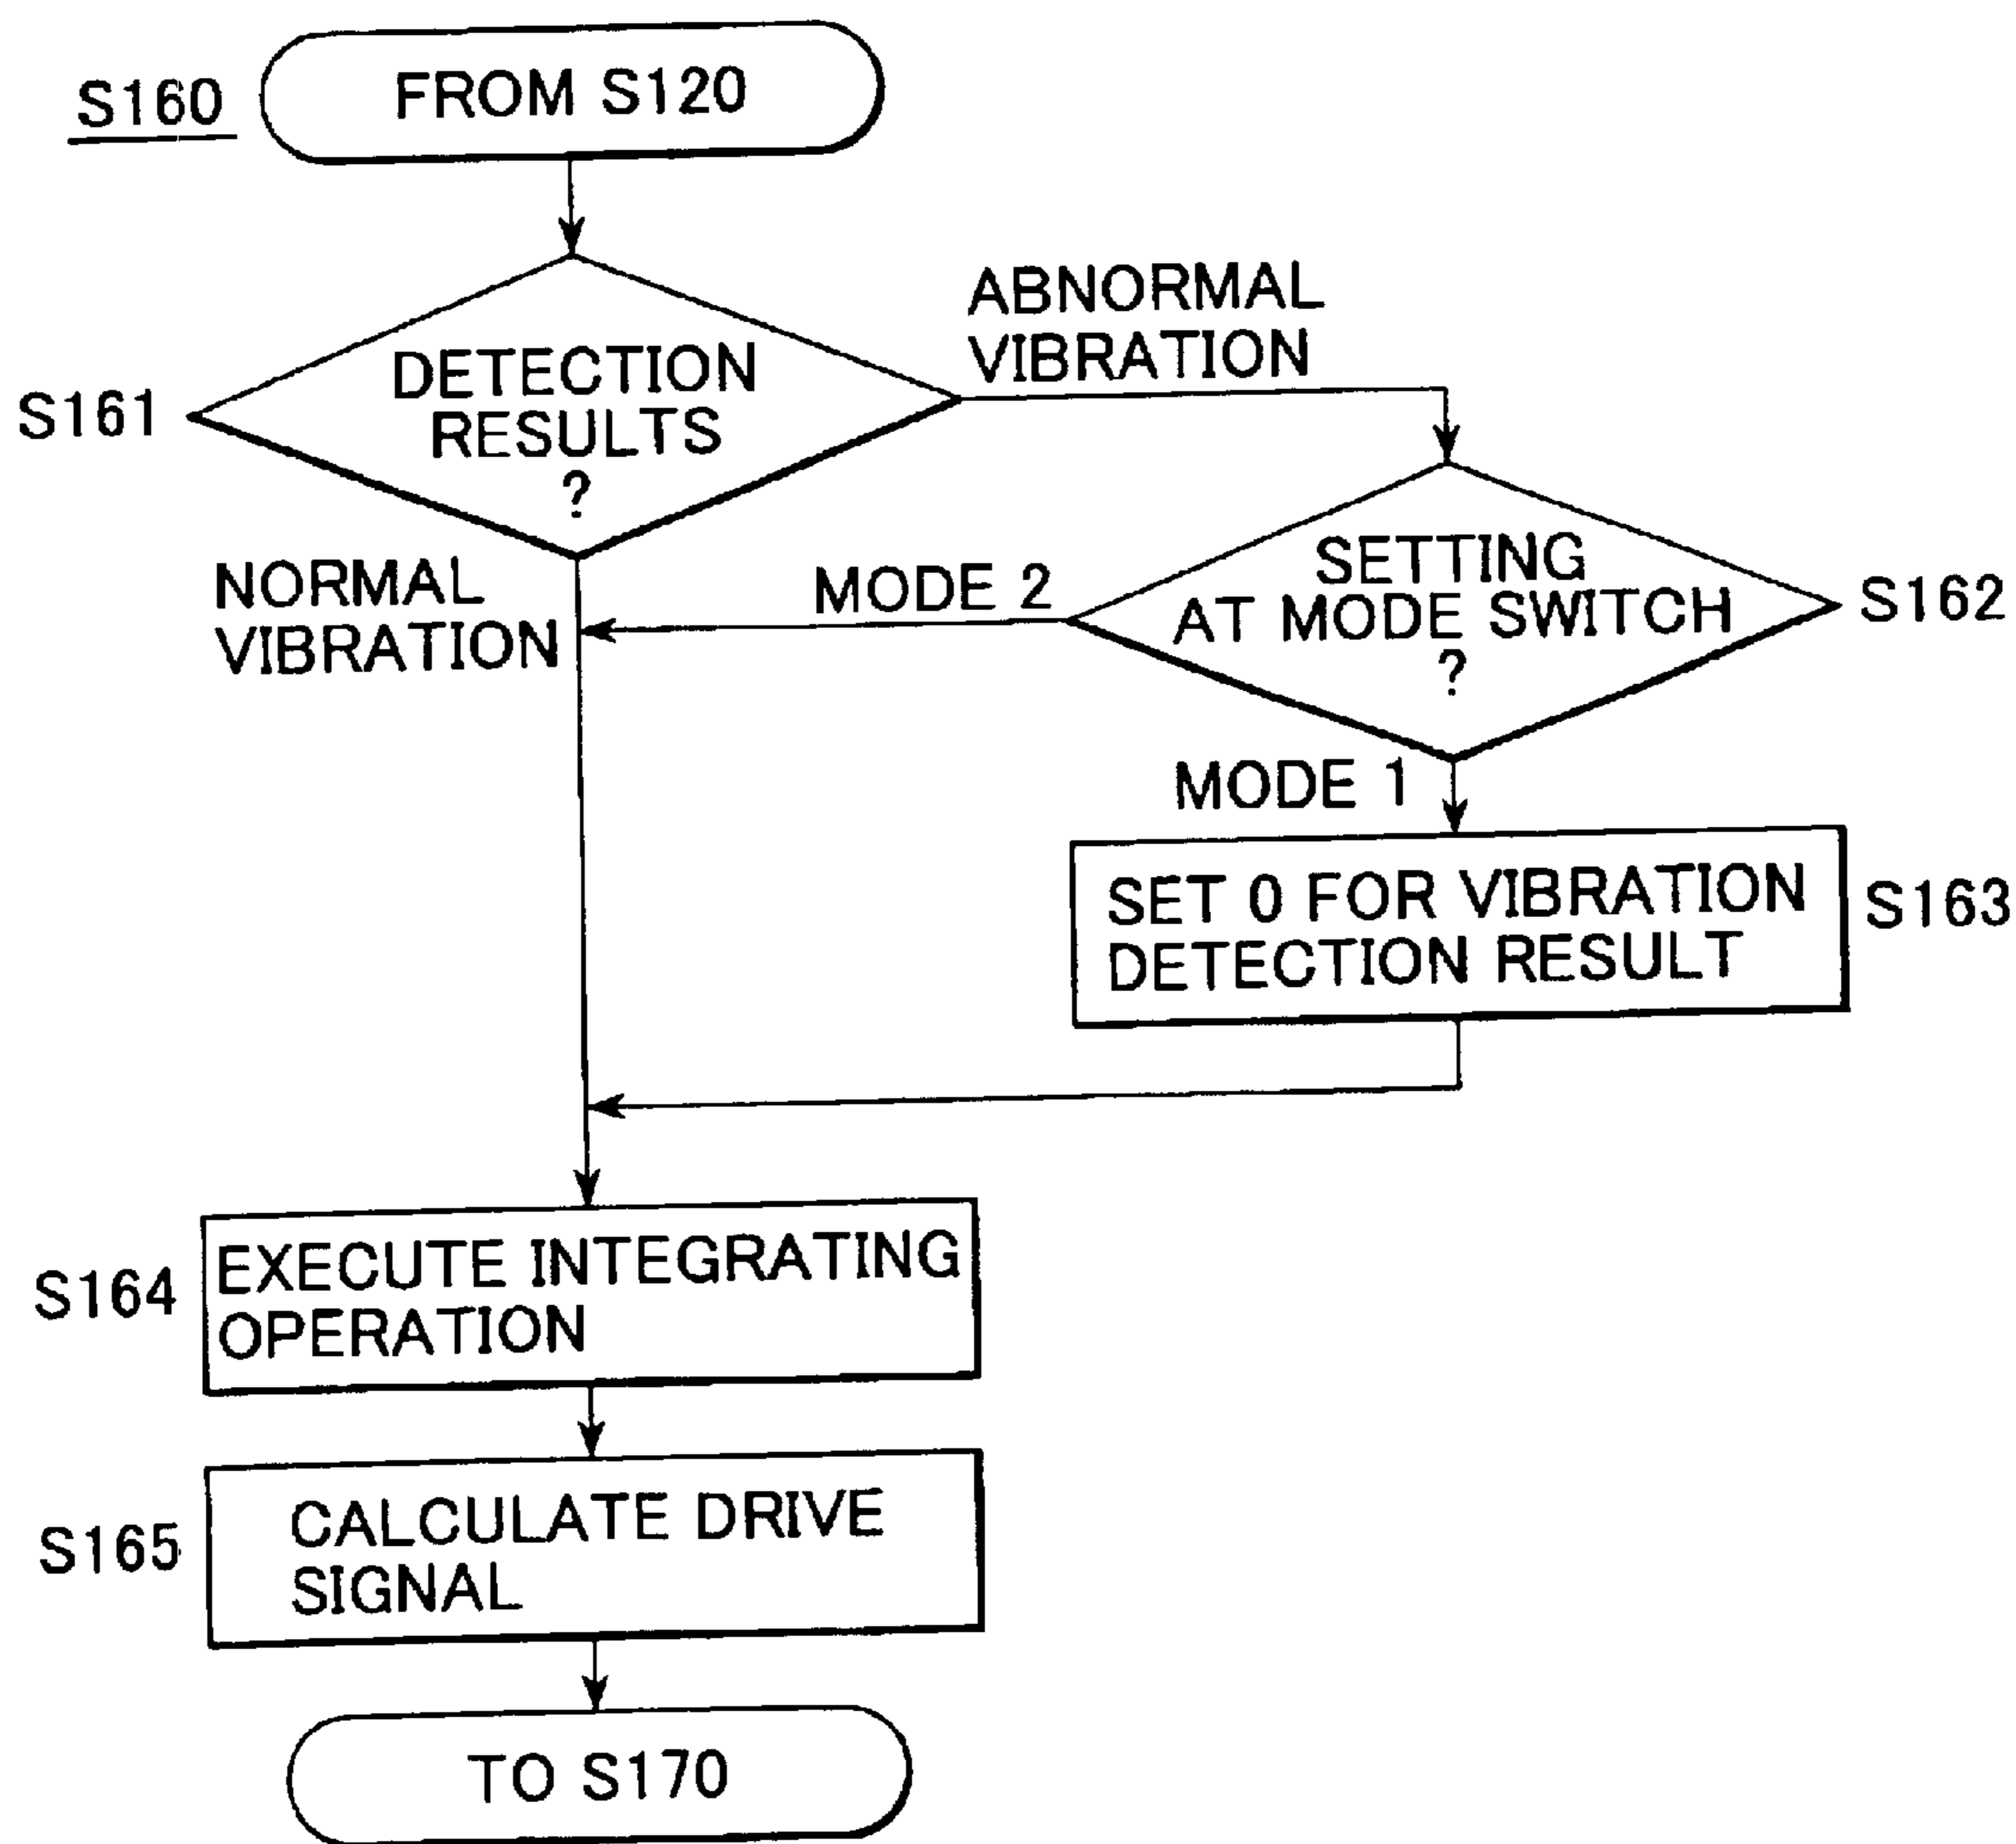 S160
FROM S120
ABNORMAL
VIBRATION
S161
DETECTION
RESULTS
?
NORMAL
VIBRATION
MODE 2
SETTING
AT MODE SWITCH
?
S162
MODE 1
SET 0 FOR VIBRATION
DETECTION RESULT
S163
S164
EXECUTE INTEGRATING
OPERATION
S165
CALCULATE DRIVE
SIGNAL
TO S170